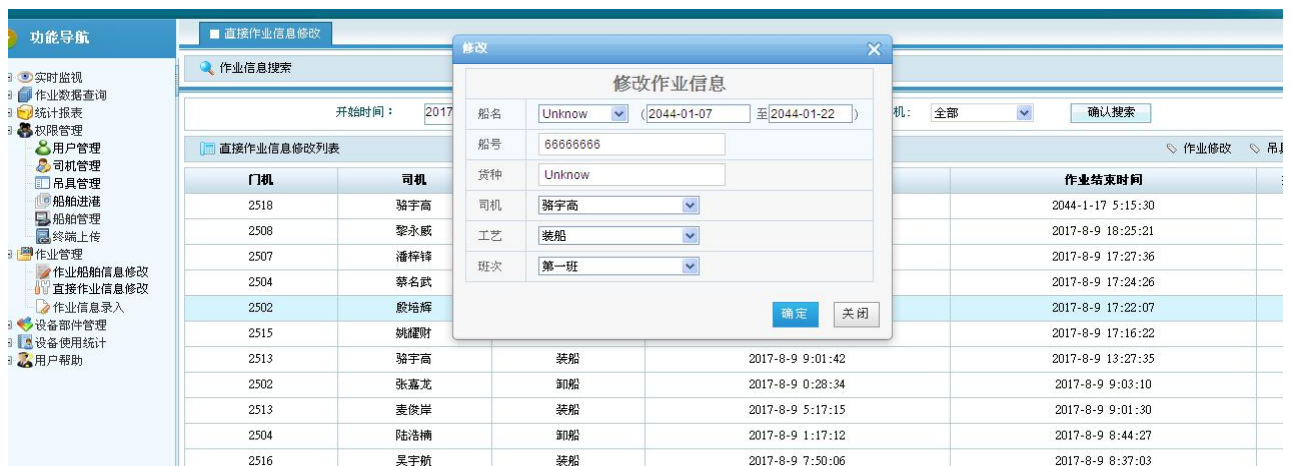 功能导航
直接作业信息修改
实时监视
作业数据查询
统计报表
权限管理
用户管理
司机管理
吊具管理
船舶进港
船舶管理
终端上传
作业管理
作业船舶信息修改
直接作业信息修改
作业信息录入
设备部件管理
设备使用统计
用户帮助
作业信息搜索
开始时间： 2017 机: 全部 确认搜索
直接作业信息修改列表 作业修改
门机 司机 作业结束时间
2518 骆宇高 2044-1-17 5:15:30
2508 黎永威 2017-8-9 18:25:21
2507 潘梓锋 2017-8-9 17:27:36
2504 蔡名武 2017-8-9 17:24:26
2502 殷培辉 2017-8-9 17:22:07
2515 姚耀财 2017-8-9 17:16:22
2513 骆宇高 装船 2017-8-9 9:01:42 2017-8-9 13:27:35
2502 张嘉龙 卸船 2017-8-9 0:28:34 2017-8-9 9:03:10
2513 麦俊岸 装船 2017-8-9 5:17:15 2017-8-9 9:01:30
2504 陆浩楠 卸船 2017-8-9 1:17:12 2017-8-9 8:44:27
2516 吴宇航 装船 2017-8-9 7:50:06 2017-8-9 8:37:03
修改
修改作业信息
船名 Unknow (2044-01-07 至2044-01-22 )
船号 66666666
货种 Unknow
司机 骆宇高
工艺 装船
班次 第一班
确定 关闭